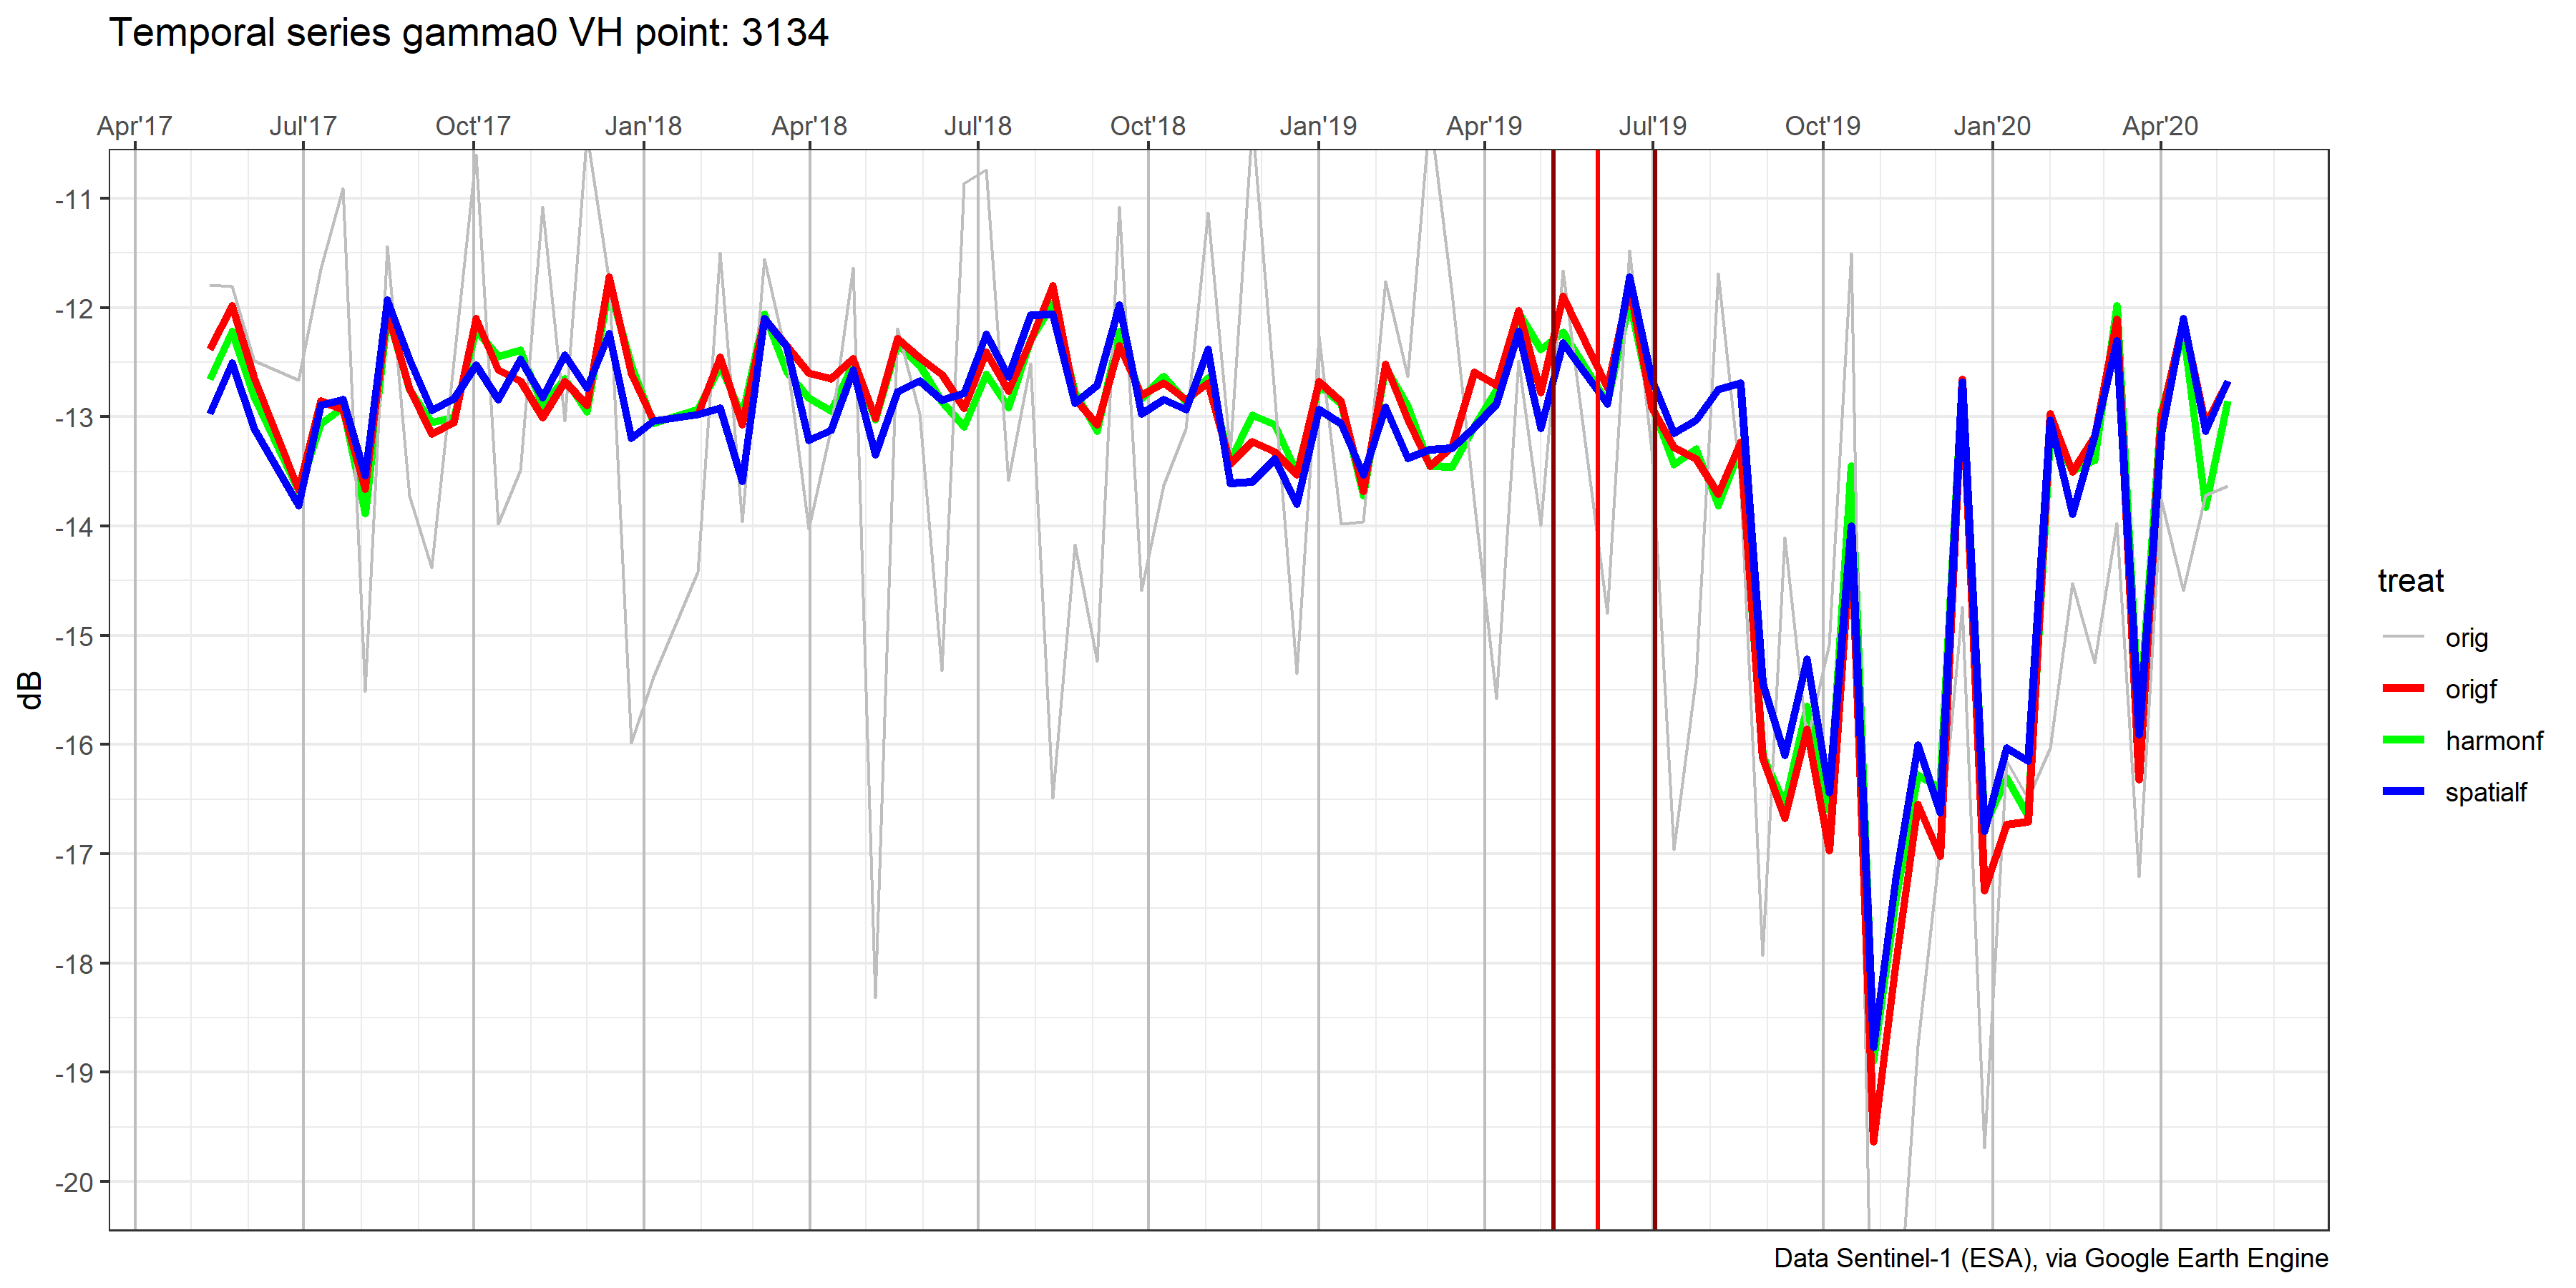 Temporal series gamma0 VH point: 3134
Apr'17 Jul'17 Oct'17 Jan'18 Apr'18 Jul'18 Oct'18 Jan'19 Apr'19 Jul'19 Oct'19 Jan'20 Apr'20
-11
-12
-13
-14
-15
-16
-17
-18
-19
-20
dB
treat
orig
origf
harmonf
spatialf
Data Sentinel-1 (ESA), via Google Earth Engine